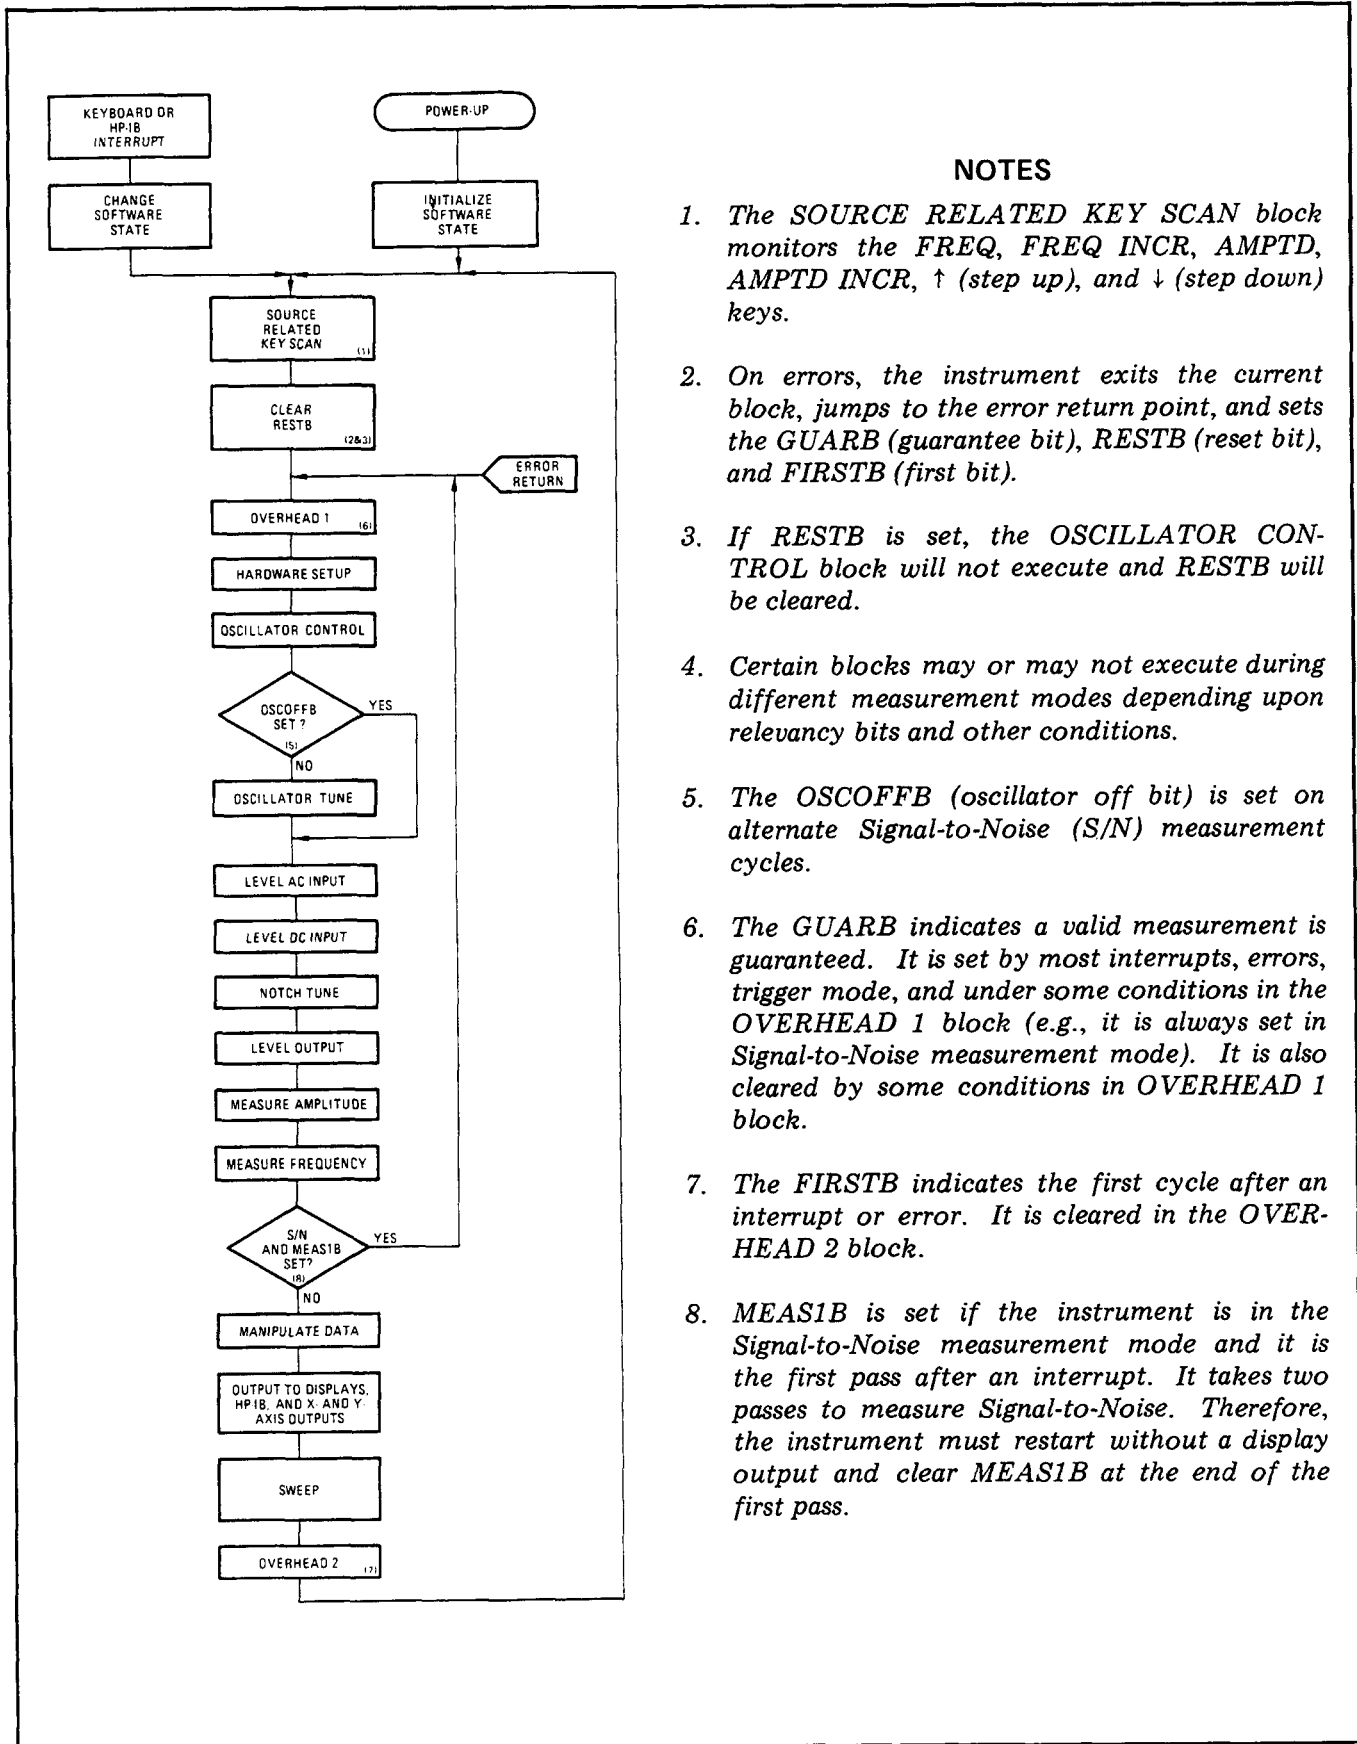 KEYBOARD OR
HP-IB
INTERRUPT
POWER-UP
CHANGE
SOFTWARE
STATE
INITIALIZE
SOFTWARE
STATE
SOURCE
RELATED
KEY SCAN
(1)
CLEAR
RESTB
(2&3)
ERROR
RETURN
OVERHEAD 1
(6)
HARDWARE SETUP
OSCILLATOR CONTROL
OSCOFFB
SET ?
(5)
YES
NO
OSCILLATOR TUNE
LEVEL AC INPUT
LEVEL DC INPUT
NOTCH TUNE
LEVEL OUTPUT
MEASURE AMPLITUDE
MEASURE FREQUENCY
S/N
AND MEAS1B
SET?
(8)
YES
NO
MANIPULATE DATA
OUTPUT TO DISPLAYS,
HP-IB, AND X- AND Y-
AXIS OUTPUTS
SWEEP
OVERHEAD 2
(7)
NOTES
1. The SOURCE RELATED KEY SCAN block
monitors the FREQ, FREQ INCR, AMPTD,
AMPTD INCR, ↑ (step up), and ↓ (step down)
keys.
2. On errors, the instrument exits the current
block, jumps to the error return point, and sets
the GUARB (guarantee bit), RESTB (reset bit),
and FIRSTB (first bit).
3. If RESTB is set, the OSCILLATOR CON-
TROL block will not execute and RESTB will
be cleared.
4. Certain blocks may or may not execute during
different measurement modes depending upon
relevancy bits and other conditions.
5. The OSCOFFB (oscillator off bit) is set on
alternate Signal-to-Noise (S/N) measurement
cycles.
6. The GUARB indicates a valid measurement is
guaranteed. It is set by most interrupts, errors,
trigger mode, and under some conditions in the
OVERHEAD 1 block (e.g., it is always set in
Signal-to-Noise measurement mode). It is also
cleared by some conditions in OVERHEAD 1
block.
7. The FIRSTB indicates the first cycle after an
interrupt or error. It is cleared in the OVER-
HEAD 2 block.
8. MEAS1B is set if the instrument is in the
Signal-to-Noise measurement mode and it is
the first pass after an interrupt. It takes two
passes to measure Signal-to-Noise. Therefore,
the instrument must restart without a display
output and clear MEAS1B at the end of the
first pass.